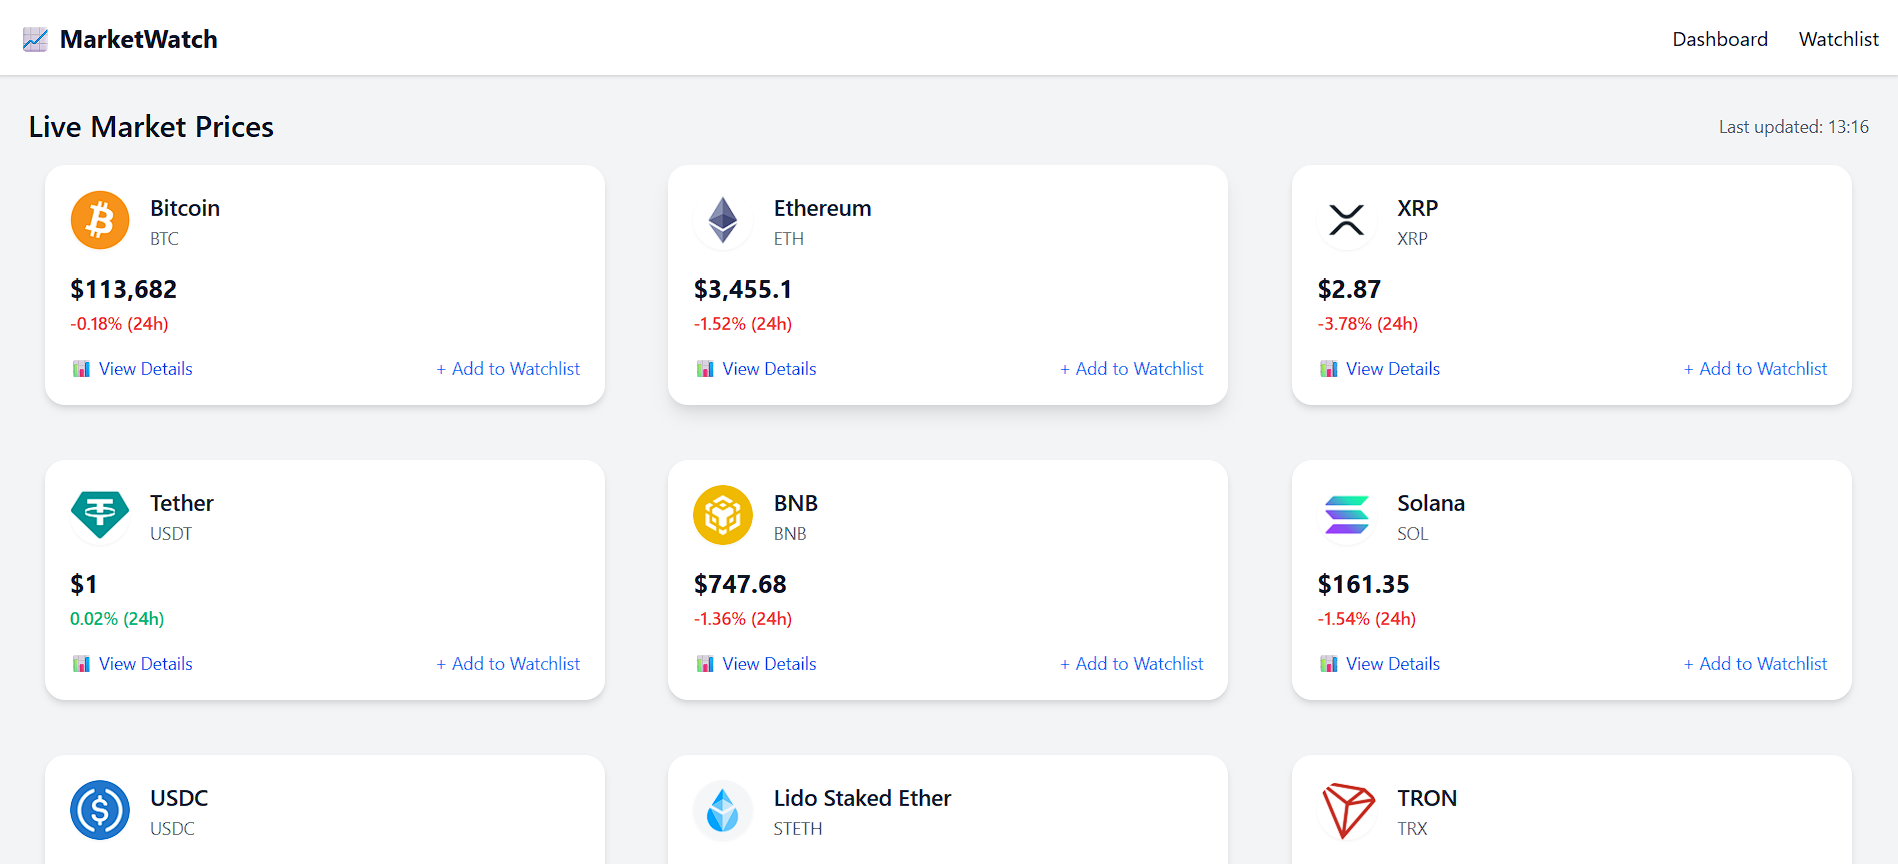 MarketWatch
Dashboard Watchlist
Live Market Prices
Last updated: 13:16
Bitcoin
BTC
$113,682
-0.18% (24h)
View Details
+ Add to Watchlist
Ethereum
ETH
$3,455.1
-1.52% (24h)
View Details
+ Add to Watchlist
XRP
XRP
$2.87
-3.78% (24h)
View Details
+ Add to Watchlist
Tether
USDT
$1
0.02% (24h)
View Details
+ Add to Watchlist
BNB
BNB
$747.68
-1.36% (24h)
View Details
+ Add to Watchlist
Solana
SOL
$161.35
-1.54% (24h)
View Details
+ Add to Watchlist
USDC
USDC
Lido Staked Ether
STETH
TRON
TRX